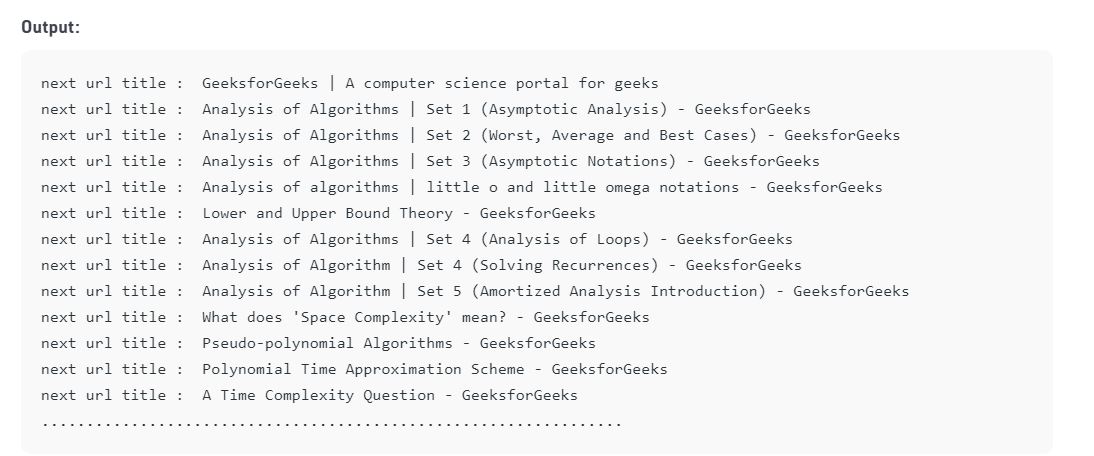 Output:
next url title :  GeeksforGeeks | A computer science portal for geeks
next url title :  Analysis of Algorithms | Set 1 (Asymptotic Analysis) - GeeksforGeeks
next url title :  Analysis of Algorithms | Set 2 (Worst, Average and Best Cases) - GeeksforGeeks
next url title :  Analysis of Algorithms | Set 3 (Asymptotic Notations) - GeeksforGeeks
next url title :  Analysis of algorithms | little o and little omega notations - GeeksforGeeks
next url title :  Lower and Upper Bound Theory - GeeksforGeeks
next url title :  Analysis of Algorithms | Set 4 (Analysis of Loops) - GeeksforGeeks
next url title :  Analysis of Algorithm | Set 4 (Solving Recurrences) - GeeksforGeeks
next url title :  Analysis of Algorithm | Set 5 (Amortized Analysis Introduction) - GeeksforGeeks
next url title :  What does 'Space Complexity' mean? - GeeksforGeeks
next url title :  Pseudo-polynomial Algorithms - GeeksforGeeks
next url title :  Polynomial Time Approximation Scheme - GeeksforGeeks
next url title :  A Time Complexity Question - GeeksforGeeks
.................................................................